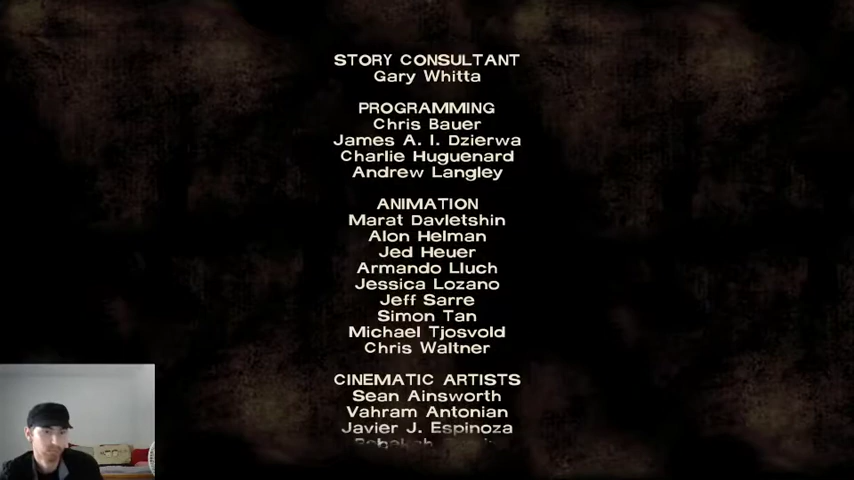 STORY CONSULTANT
Gary Whitta
PROGRAMMING
Chris Bauer
James A. I. Dzierwa
Charlie Huguenard
Andrew Langley
ANIMATION
Marat Davletshin
Alon Helman
Jed Heuer
Armando Lluch
Jessica Lozano
Jeff Sarre
Simon Tan
Michael Tjosvold
Chris Waltner
CINEMATIC ARTISTS
Sean Ainsworth
Vahram Antonian
Javier J. Espinoza